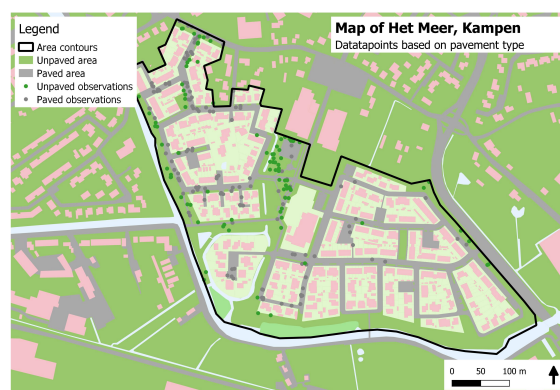 Map of Het Meer, Kampen
Datatapoints based on pavement type
Legend
Area contours
Unpaved area
Paved area
Unpaved observations
Paved observations
0 50 100 m